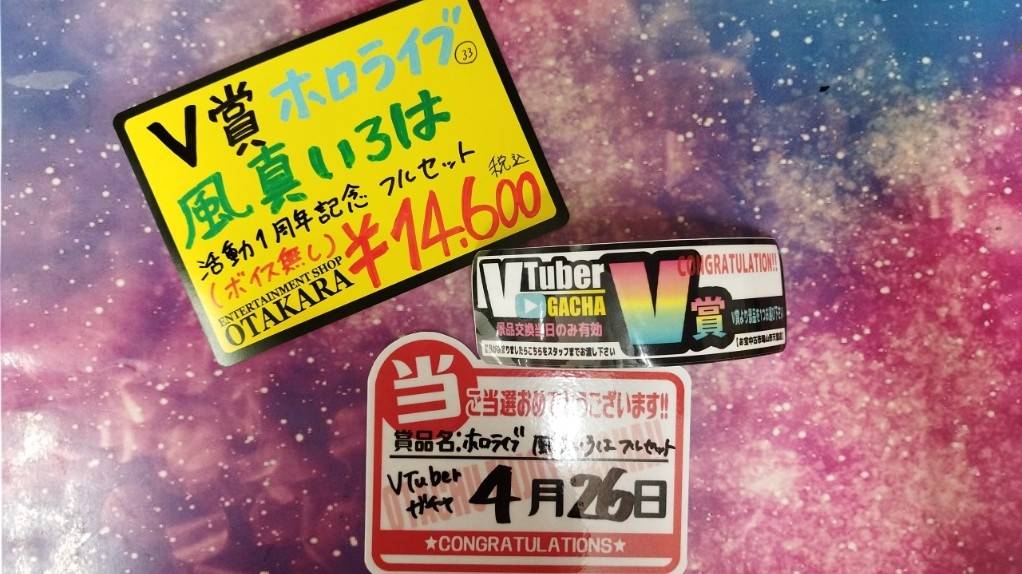 V賞 ホロライブ 33
風真いろは
活動1周年記念 フルセット 税込
(ボイス無し) ¥14.600
ENTERTAINMENT SHOP
OTAKARA
VTuber
GACHA
V賞
CONGRATULATION!!
景品交換当日のみ有効
当
ご当選おめでとうございます!!
賞品名:ホロライブ 風真いろは フルセット
VTuber
ガチャ
4月26日
★CONGRATULATIONS★